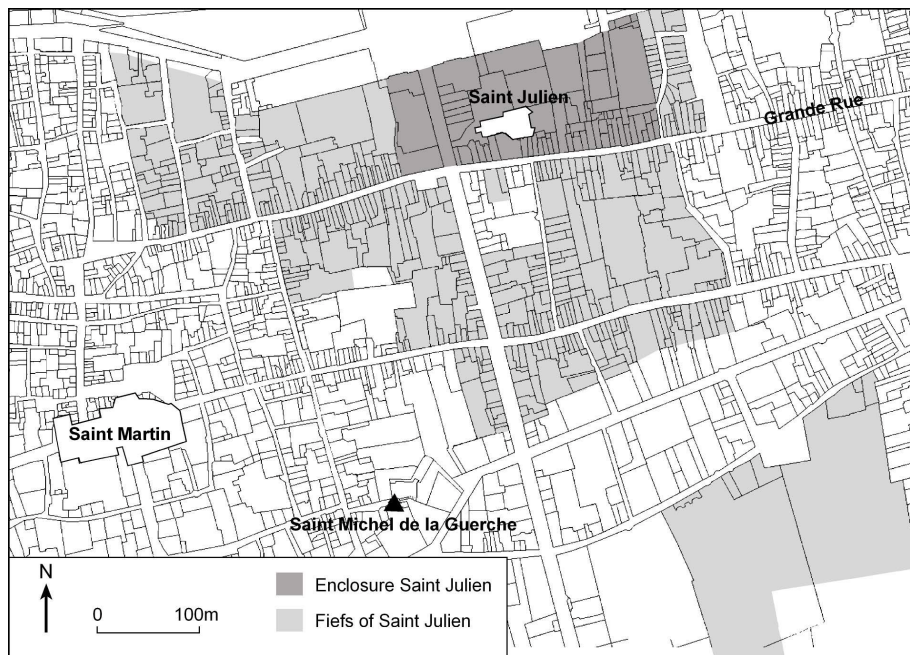 Saint Julien
Grande Rue
Saint Martin
Saint Michel de la Guerche
N
0 100m
Enclosure Saint Julien
Fiefs of Saint Julien